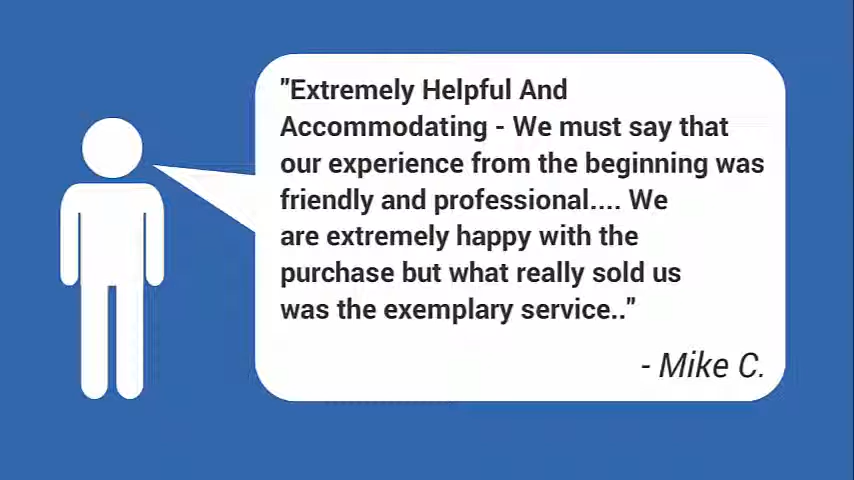 "Extremely Helpful And
Accommodating - We must say that
our experience from the beginning was
friendly and professional.... We
are extremely happy with the
purchase but what really sold us
was the exemplary service.."
- Mike C.